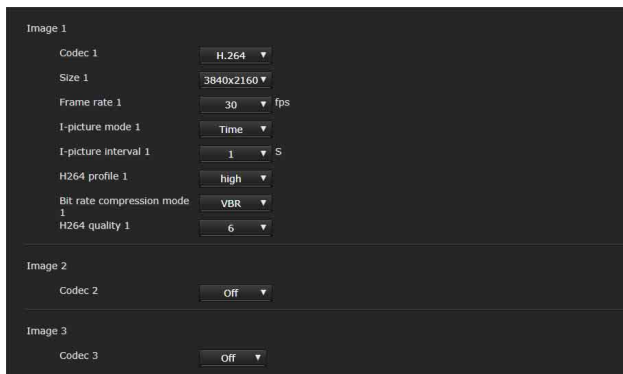 Image 1
Codec 1 H.264
Size 1 3840x2160
Frame rate 1 30 fps
I-picture mode 1 Time
I-picture interval 1 1 S
H264 profile 1 high
Bit rate compression mode
1 VBR
H264 quality 1 6
Image 2
Codec 2 Off
Image 3
Codec 3 Off